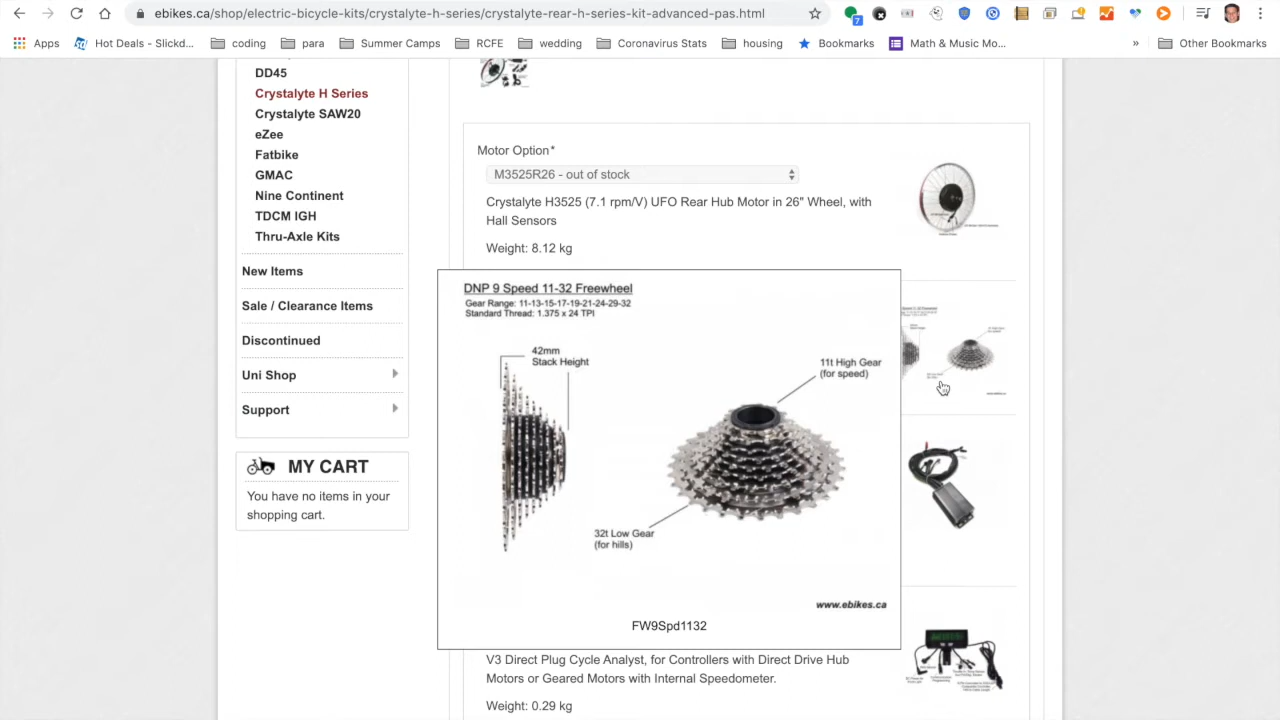 ebikes.ca/shop/electric-bicycle-kits/crystalyte-h-series/crystalyte-rear-h-series-kit-advanced-pas.html
7
Apps
Hot Deals - Slickd...
coding
para
Summer Camps
RCFE
wedding
Coronavirus Stats
housing
Bookmarks
Math & Music Mo...
»
Other Bookmarks
DD45
Crystalyte H Series
Crystalyte SAW20
eZee
Fatbike
GMAC
Nine Continent
TDCM IGH
Thru-Axle Kits
New Items
Sale / Clearance Items
Discontinued
Uni Shop
Support
MY CART
You have no items in your
shopping cart.
Motor Option*
M3525R26 - out of stock
Crystalyte H3525 (7.1 rpm/V) UFO Rear Hub Motor in 26" Wheel, with
Hall Sensors
Weight: 8.12 kg
DNP 9 Speed 11-32 Freewheel
Gear Range: 11-13-15-17-19-21-24-29-32
Standard Thread: 1.375 x 24 TPI
42mm
Stack Height
11t High Gear
(for speed)
32t Low Gear
(for hills)
www.ebikes.ca
FW9Spd1132
V3 Direct Plug Cycle Analyst, for Controllers with Direct Drive Hub
Motors or Geared Motors with Internal Speedometer.
Weight: 0.29 kg